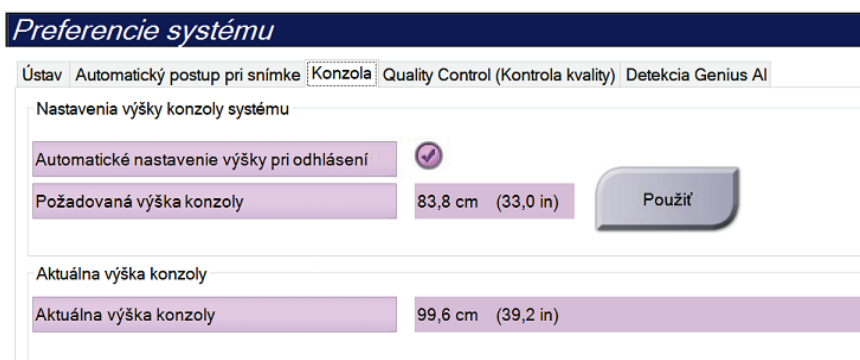 Preferencie systému
Ústav Automatický postup pri snímke Konzola Quality Control (Kontrola kvality) Detekcia Genius AI
Nastavenia výšky konzoly systému
Automatické nastavenie výšky pri odhlásení
Požadovaná výška konzoly 83,8 cm (33,0 in) Použiť
Aktuálna výška konzoly
Aktuálna výška konzoly 99,6 cm (39,2 in)